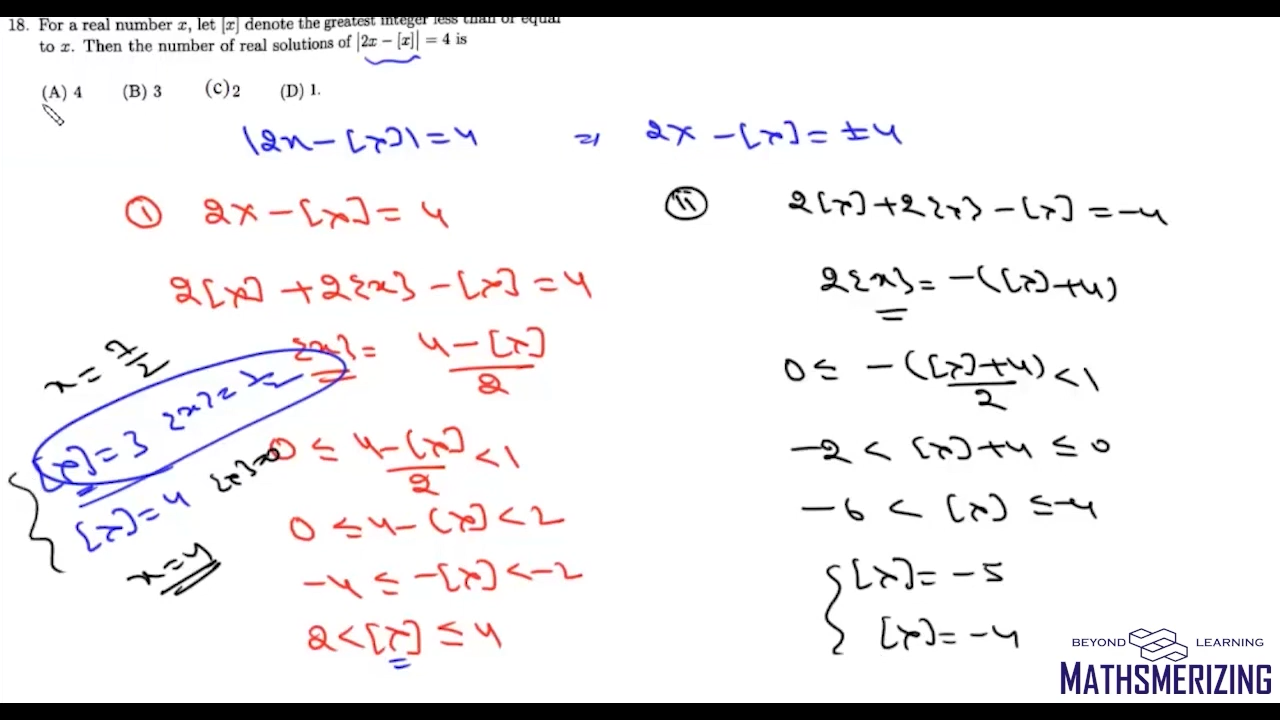 18. For a real number x, let [x] denote the greatest integer less than or equal
to x. Then the number of real solutions of |2x − [x]| = 4 is
(A) 4 (B) 3 (C) 2 (D) 1.
|2x − [x]| = 4 ⇒ 2x − [x] = ±4
(i) 2x − [x] = 4
2[x] + 2{x} − [x] = 4
{x} = (4 − [x])/2
0 ≤ (4 − [x])/2 < 1
0 ≤ 4 − [x] < 2
−4 ≤ −[x] < −2
2 < [x] ≤ 4
x = 7/2
[x] = 3 {x} = 1/2
[x] = 4 {x} = 0
x = 4
(ii) 2[x] + 2{x} − [x] = −4
2{x} = −([x] + 4)
0 ≤ −([x] + 4)/2 < 1
−2 < [x] + 4 ≤ 0
−6 < [x] ≤ −4
[x] = −5
[x] = −4
BEYOND LEARNING
MATHSMERIZING